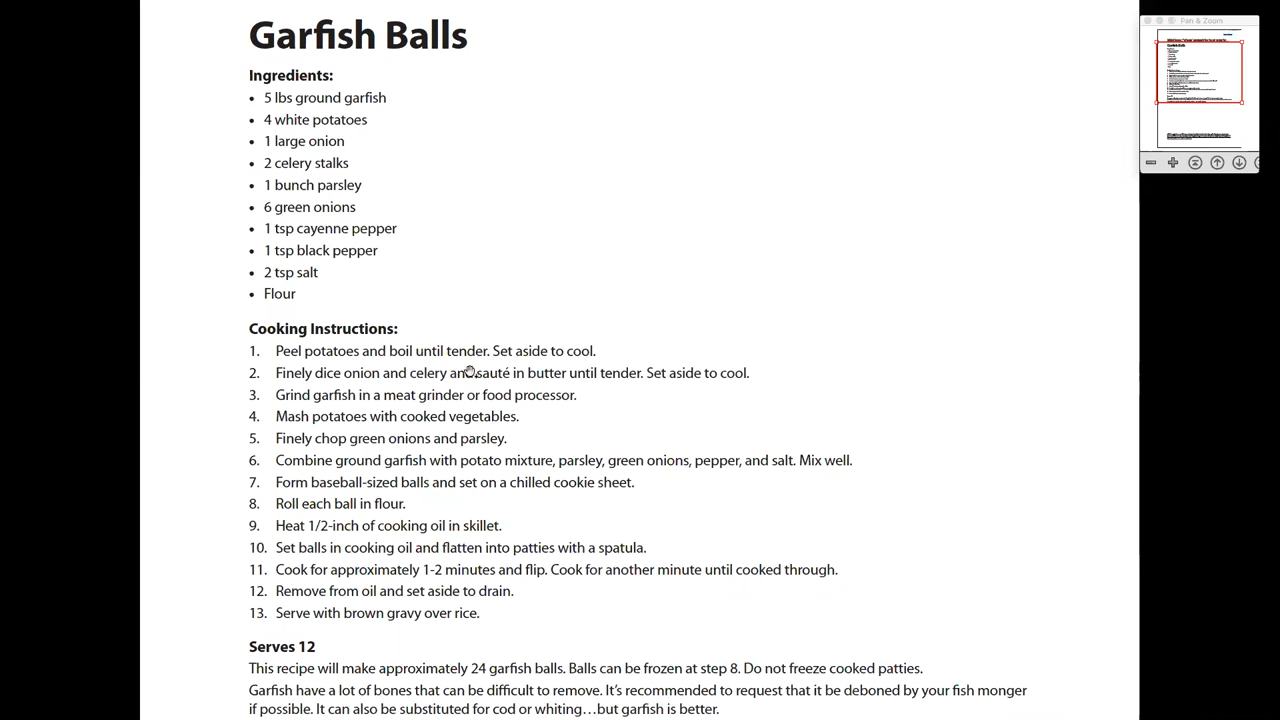 Garfish Balls
Pan & Zoom
Ingredients:
• 5 lbs ground garfish
• 4 white potatoes
• 1 large onion
• 2 celery stalks
• 1 bunch parsley
• 6 green onions
• 1 tsp cayenne pepper
• 1 tsp black pepper
• 2 tsp salt
• Flour
Cooking Instructions:
1. Peel potatoes and boil until tender. Set aside to cool.
2. Finely dice onion and celery and sauté in butter until tender. Set aside to cool.
3. Grind garfish in a meat grinder or food processor.
4. Mash potatoes with cooked vegetables.
5. Finely chop green onions and parsley.
6. Combine ground garfish with potato mixture, parsley, green onions, pepper, and salt. Mix well.
7. Form baseball-sized balls and set on a chilled cookie sheet.
8. Roll each ball in flour.
9. Heat 1/2-inch of cooking oil in skillet.
10. Set balls in cooking oil and flatten into patties with a spatula.
11. Cook for approximately 1-2 minutes and flip. Cook for another minute until cooked through.
12. Remove from oil and set aside to drain.
13. Serve with brown gravy over rice.
Serves 12
This recipe will make approximately 24 garfish balls. Balls can be frozen at step 8. Do not freeze cooked patties.
Garfish have a lot of bones that can be difficult to remove. It’s recommended to request that it be deboned by your fish monger
if possible. It can also be substituted for cod or whiting…but garfish is better.